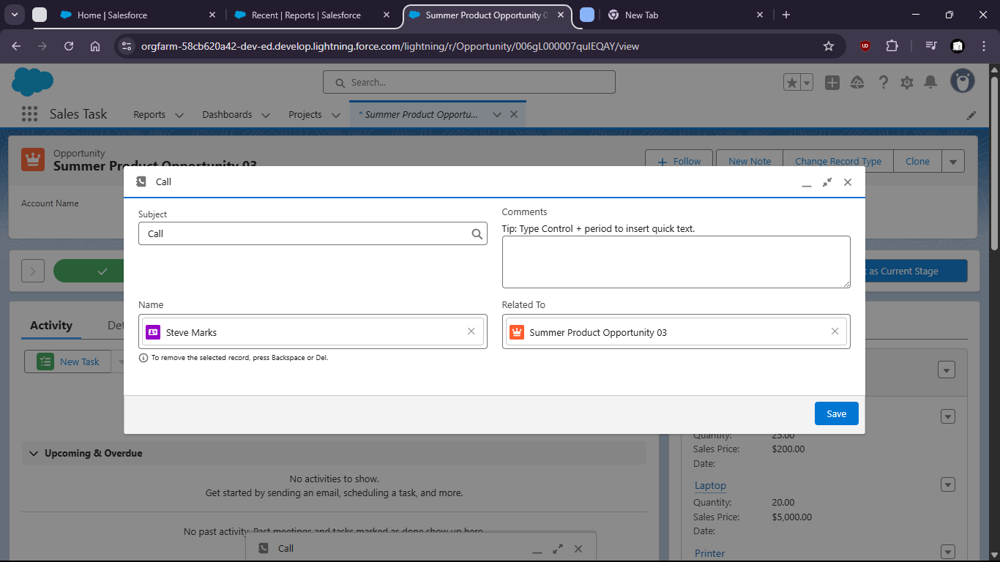 Home | Salesforce
Recent | Reports | Salesforce
Summer Product Opportunity 0
New Tab
orgfarm-58cb620a42-dev-ed.develop.lightning.force.com/lightning/r/Opportunity/006gL000007qulEQAY/view
Search...
Sales Task
Reports
Dashboards
Projects
* Summer Product Opportu...
Opportunity
Summer Product Opportunity 03
Follow
New Note
Change Record Type
Clone
Call
Account Name
Subject
Call
Comments
Tip: Type Control + period to insert quick text.
as Current Stage
Name
Steve Marks
To remove the selected record, press Backspace or Del.
Related To
Summer Product Opportunity 03
Activity
De
New Task
Save
Upcoming & Overdue
No activities to show.
Get started by sending an email, scheduling a task, and more.
No past activity. Past meetings and tasks marked as done show up here.
Call
Quantity: 25.00
Sales Price: $200.00
Date:
Laptop
Quantity: 20.00
Sales Price: $5,000.00
Date:
Printer